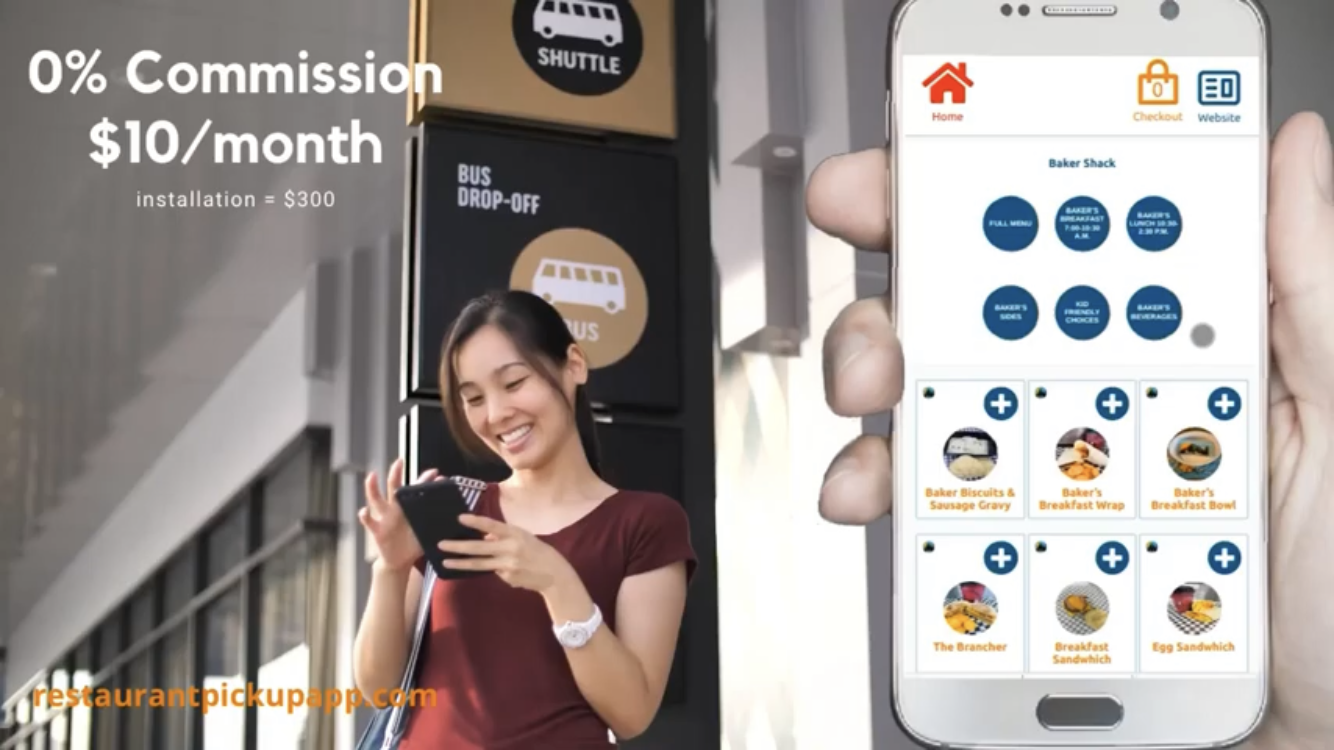 0% Commission
$10/month
installation = $300
SHUTTLE
BUS
DROP-OFF
BUS
restaurantpickupapp.com
Home
0
Checkout
Website
Baker Shack
FULL MENU
BAKER'S
BREAKFAST
7:00-10:30
A.M.
BAKER'S
LUNCH 10:30-
2:30 P.M.
BAKER'S
SIDES
KID
FRIENDLY
CHOICES
BAKER'S
BEVERAGES
Baker Biscuits &
Sausage Gravy
Baker's
Breakfast Wrap
Baker's
Breakfast Bowl
The Brancher
Breakfast
Sandwhich
Egg Sandwhich